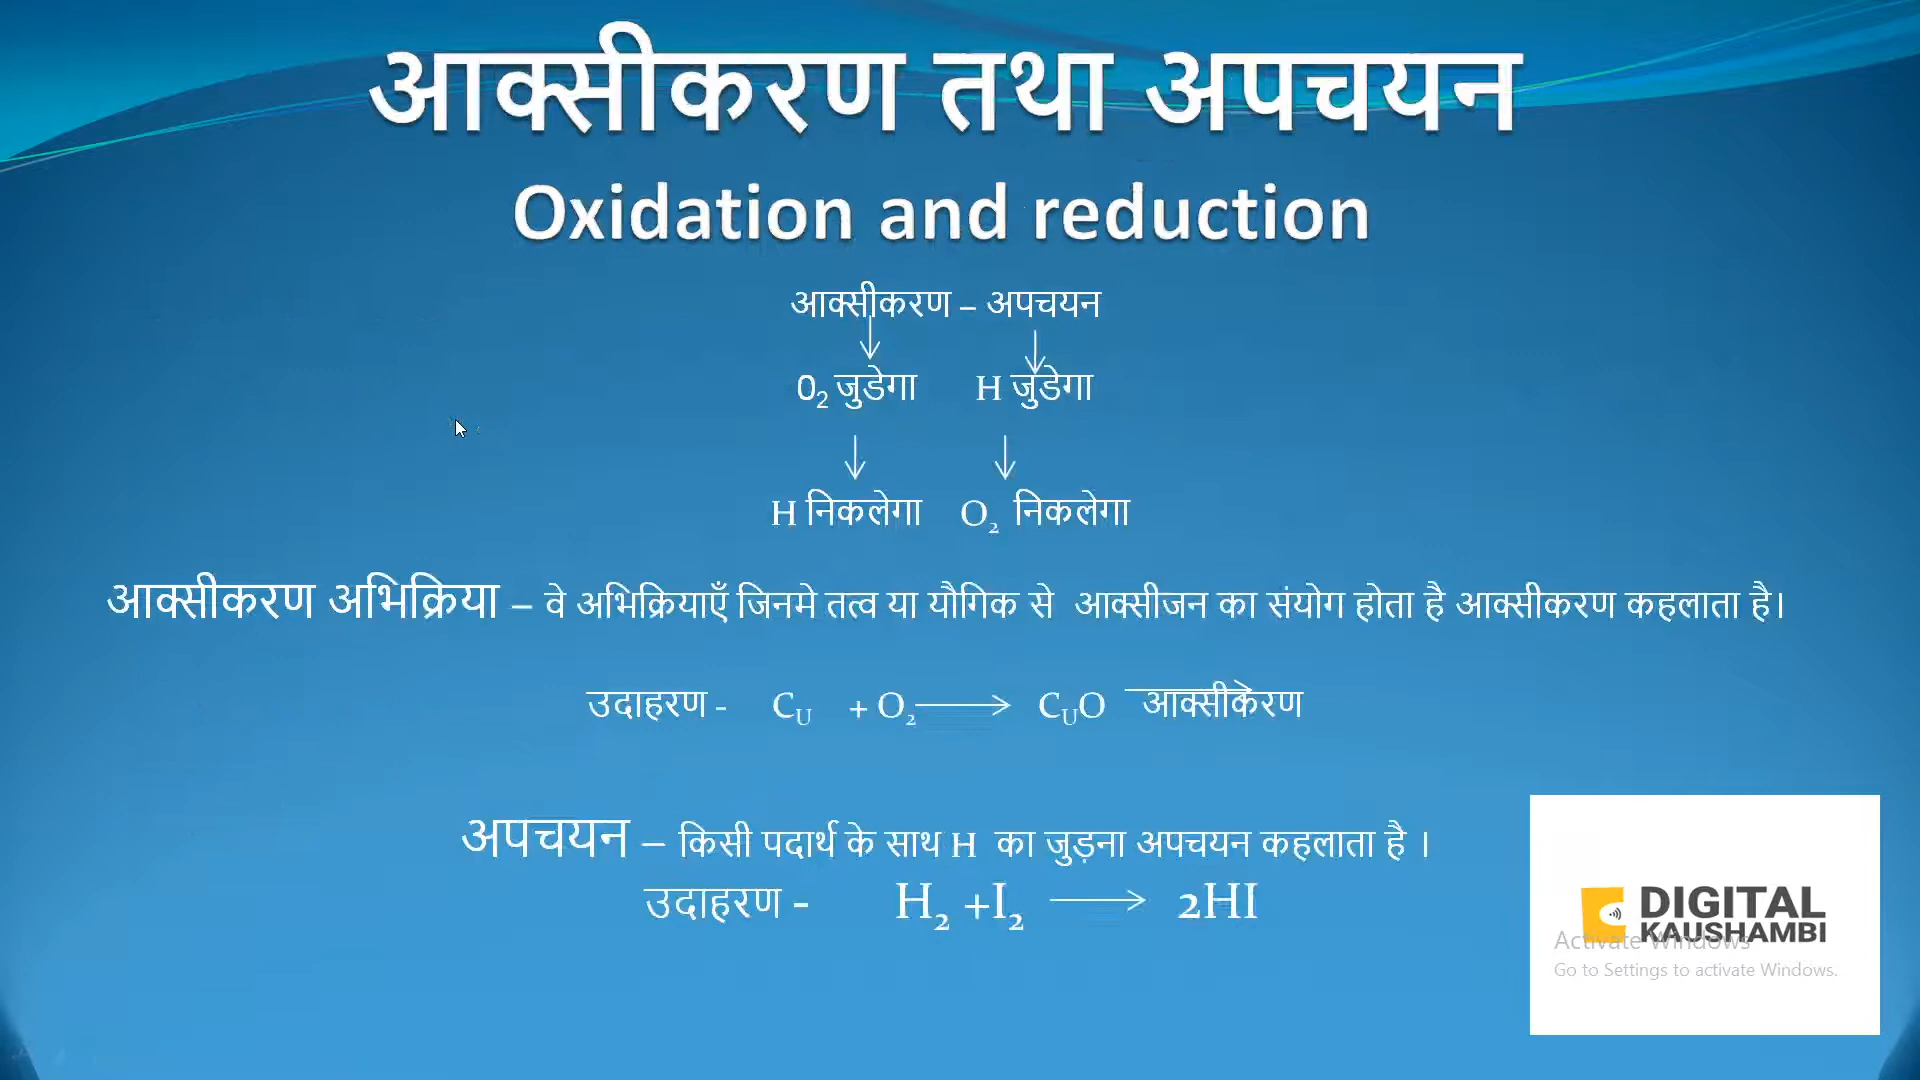 आक्सीकरण तथा अपचयन
Oxidation and reduction
आक्सीकरण – अपचयन
0₂ जुडेगा H जुडेगा
H निकलेगा O₂ निकलेगा
आक्सीकरण अभिक्रिया – वे अभिक्रियाएँ जिनमे तत्व या यौगिक से आक्सीजन का संयोग होता है आक्सीकरण कहलाता है।
उदाहरण - CU + O₂ → CUO आक्सीकरण
अपचयन – किसी पदार्थ के साथ H का जुड़ना अपचयन कहलाता है ।
उदाहरण - H₂ +I₂ → 2HI
DIGITAL
KAUSHAMBI
Activate Windows
Go to Settings to activate Windows.